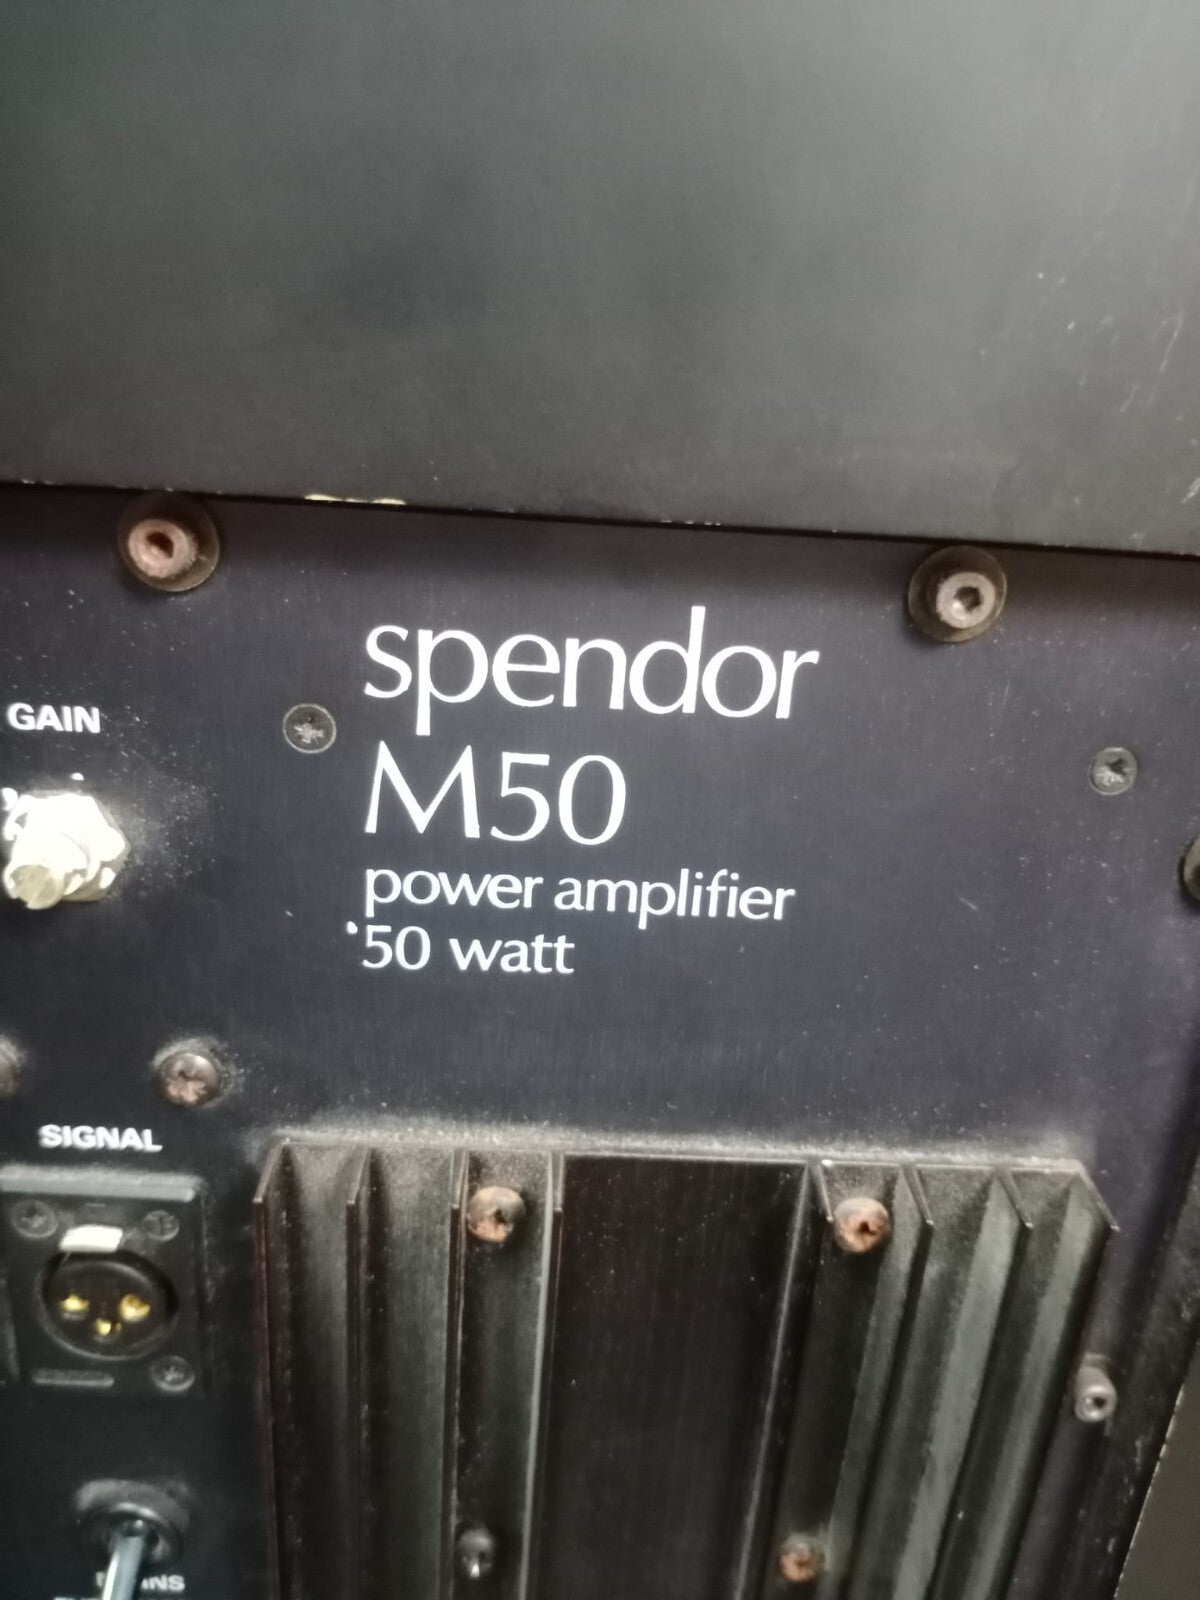 spendor
GAIN
M50
power amplifier
50 watt
SIGNAL